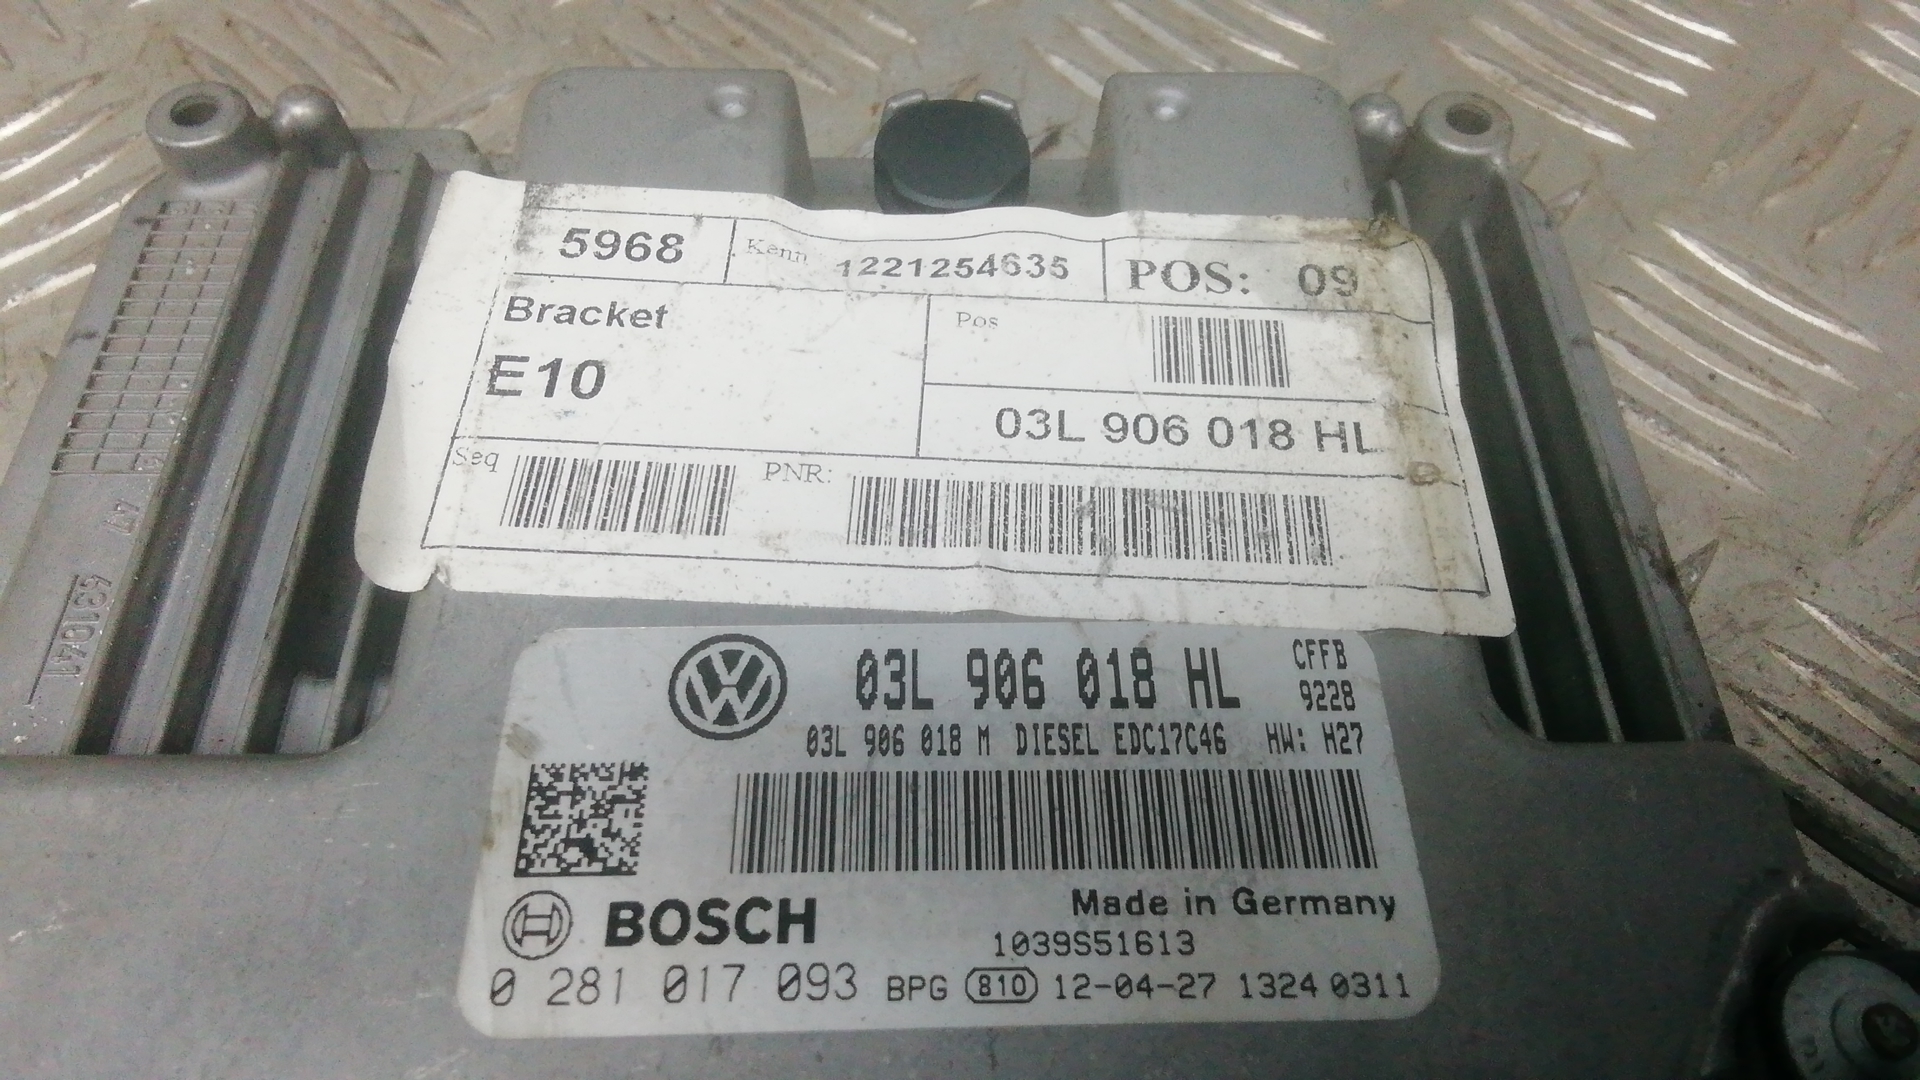 5968 Kenn 1221254635 POS: 09
Bracket
Pos
E10
03L 906 018 HL
Seq PNR:
4310941
03L 906 018 HL CFFB
9228
03L 906 018 M DIESEL EDC17C46 HW: H27
BOSCH Made in Germany
1039S51613
0 281 017 093 BPG 810 12-04-27 1324 0311